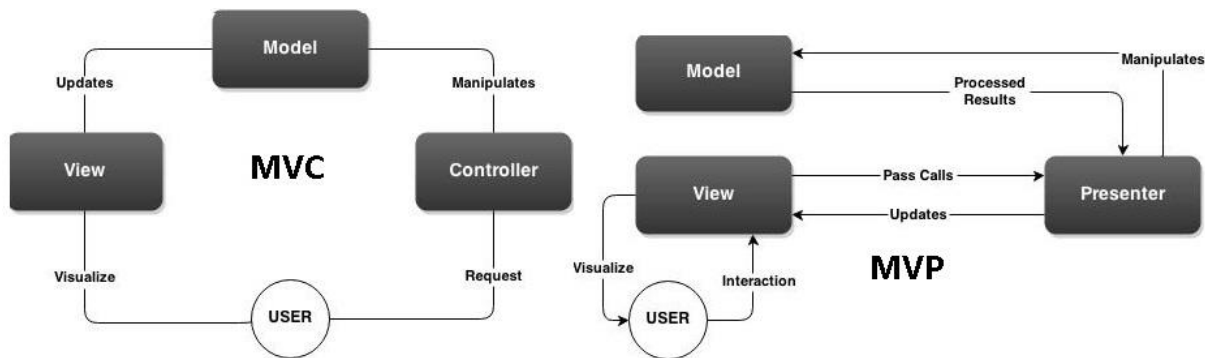 Model
Updates
Manipulates
View
MVC
Controller
Visualize
Request
USER
Model
Manipulates
Processed
Results
View
Pass Calls
Presenter
Updates
MVP
Visualize
Interaction
USER